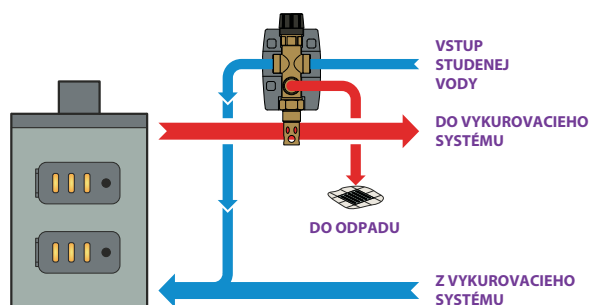 VSTUP
STUDENEJ
VODY
DO VYKUROVACIEHO
SYSTÉMU
DO ODPADU
Z VYKUROVACIEHO
SYSTÉMU